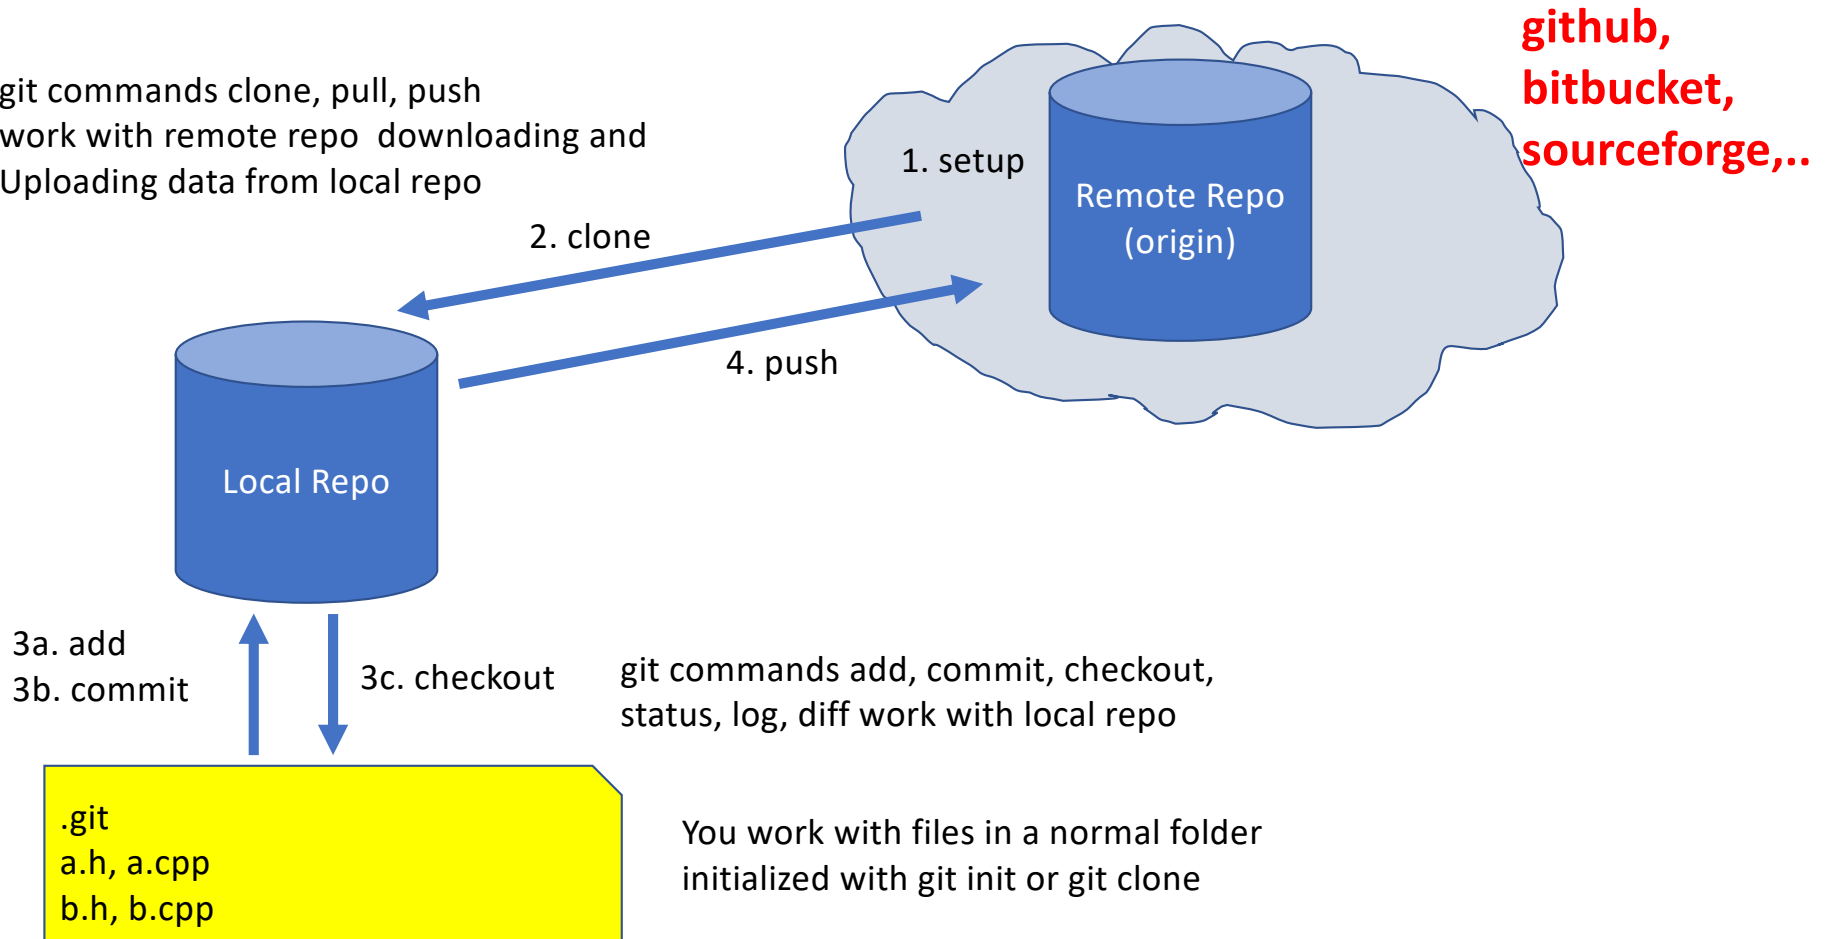 github,
bitbucket,
sourceforge,..
git commands clone, pull, push
work with remote repo downloading and
Uploading data from local repo
1. setup
Remote Repo
(origin)
2. clone
4. push
Local Repo
3a. add
3b. commit
3c. checkout
git commands add, commit, checkout,
status, log, diff work with local repo
.git
a.h, a.cpp
b.h, b.cpp
You work with files in a normal folder
initialized with git init or git clone